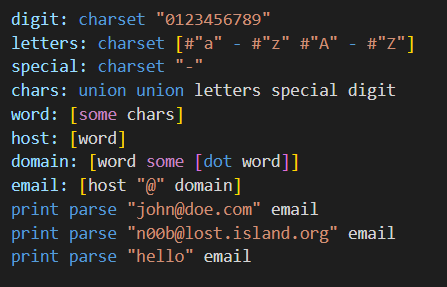 digit: charset "0123456789"
letters: charset [#"a" - #"z" #"A" - #"Z"]
special: charset "-"
chars: union union letters special digit
word: [some chars]
host: [word]
domain: [word some [dot word]]
email: [host "@" domain]
print parse "john@doe.com" email
print parse "n00b@lost.island.org" email
print parse "hello" email